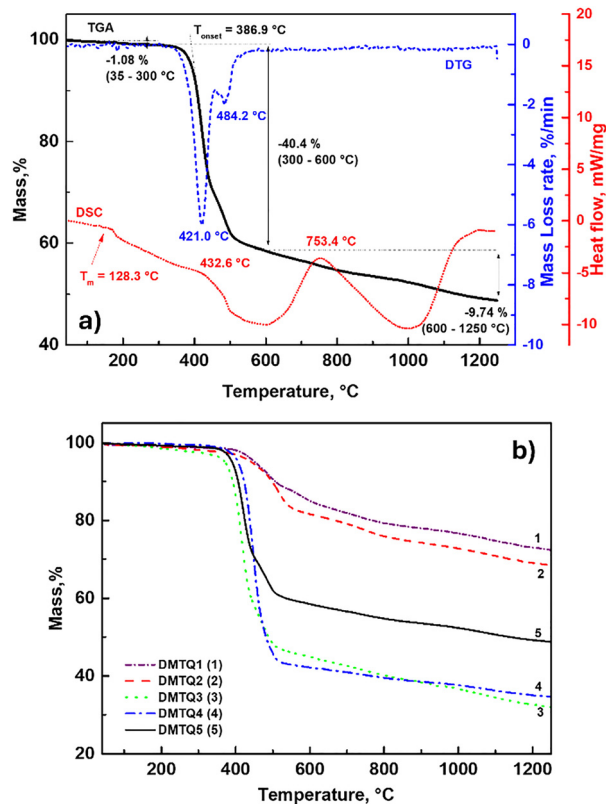 TGA
T onset = 386.9 °C
-1.08 %
(35 - 300 °C
DTG
484.2 °C
-40.4 %
(300 - 600 °C)
DSC
421.0 °C
753.4 °C
432.6 °C
T m = 128.3 °C
-9.74 %
(600 - 1250 °C)
a)
100
80
60
40
Mass,%
200 400 600 800 1000 1200
Temperature, °C
0
-2
-4
-6
-8
-9
-10
Mass Loss rate, %/min
20
15
10
5
0
-5
-10
Heat flow, mW/mg
b)
100
80
60
40
20
Mass,%
1
2
5
4
3
DMTQ1 (1)
DMTQ2 (2)
DMTQ3 (3)
DMTQ4 (4)
DMTQ5 (5)
200 400 600 800 1000 1200
Temperature, °C